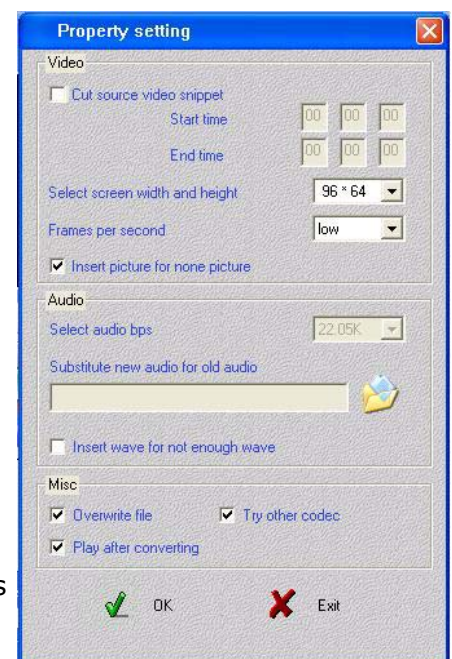 Property setting
Video
Cut source video snippet
Start time 00 00 00
End time 00 00 00
Select screen width and height 96 * 64
Frames per second low
Insert picture for none picture
Audio
Select audio bps 22.05K
Substitute new audio for old audio
Insert wave for not enough wave
Misc
Overwrite file Try other codec
Play after converting
s
OK Exit